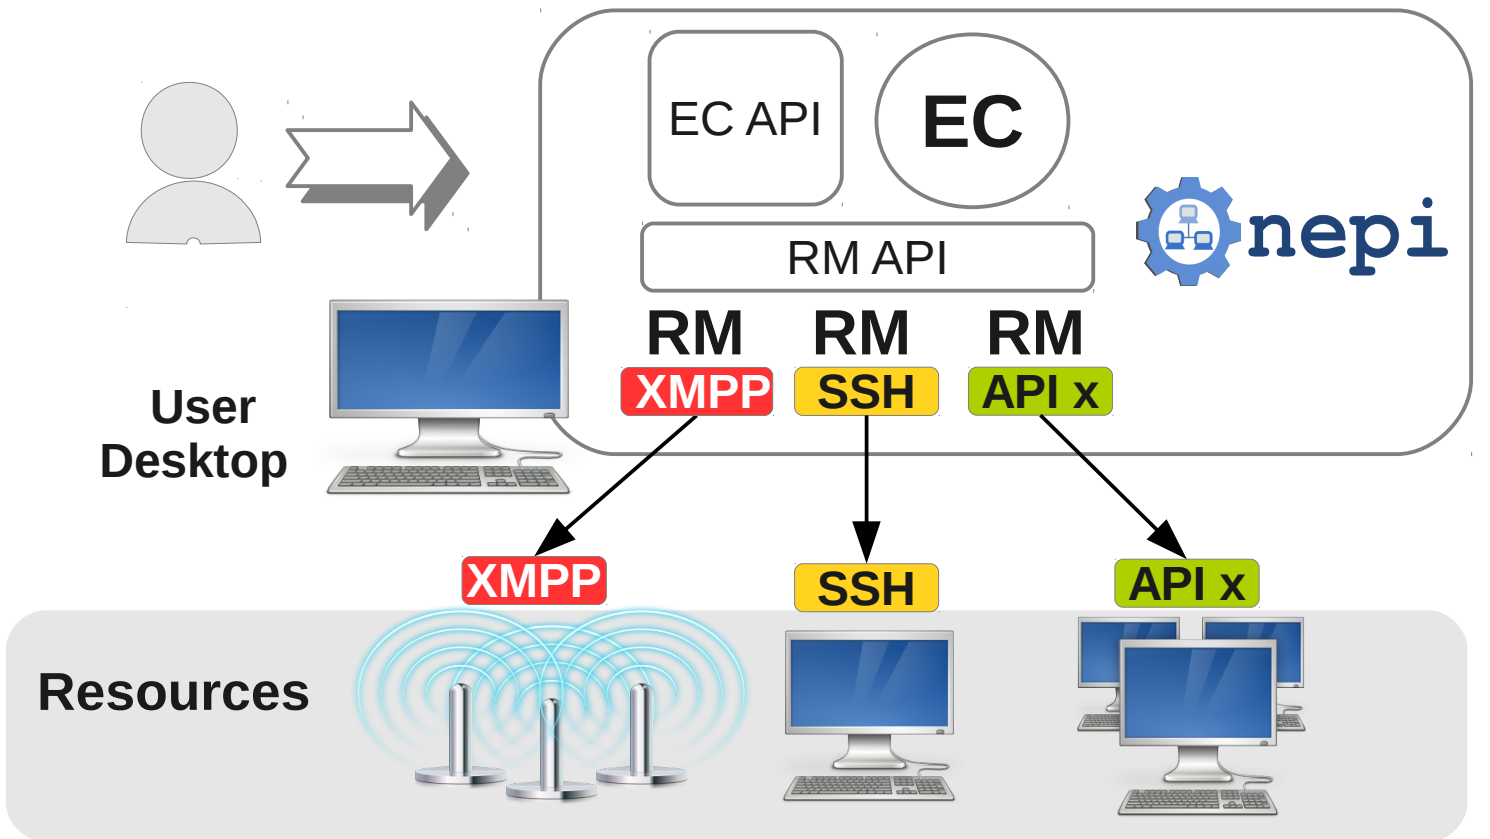 EC API
EC
RM API
nepi
RM RM RM
XMPP SSH API x
User
Desktop
XMPP SSH API x
Resources